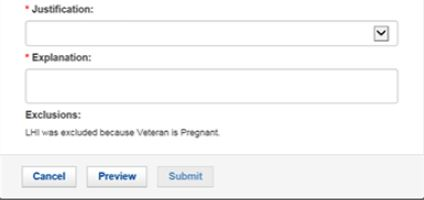 * Justification:
* Explanation:
Exclusions:
LHI was excluded because Veteran is Pregnant.
Cancel Preview Submit